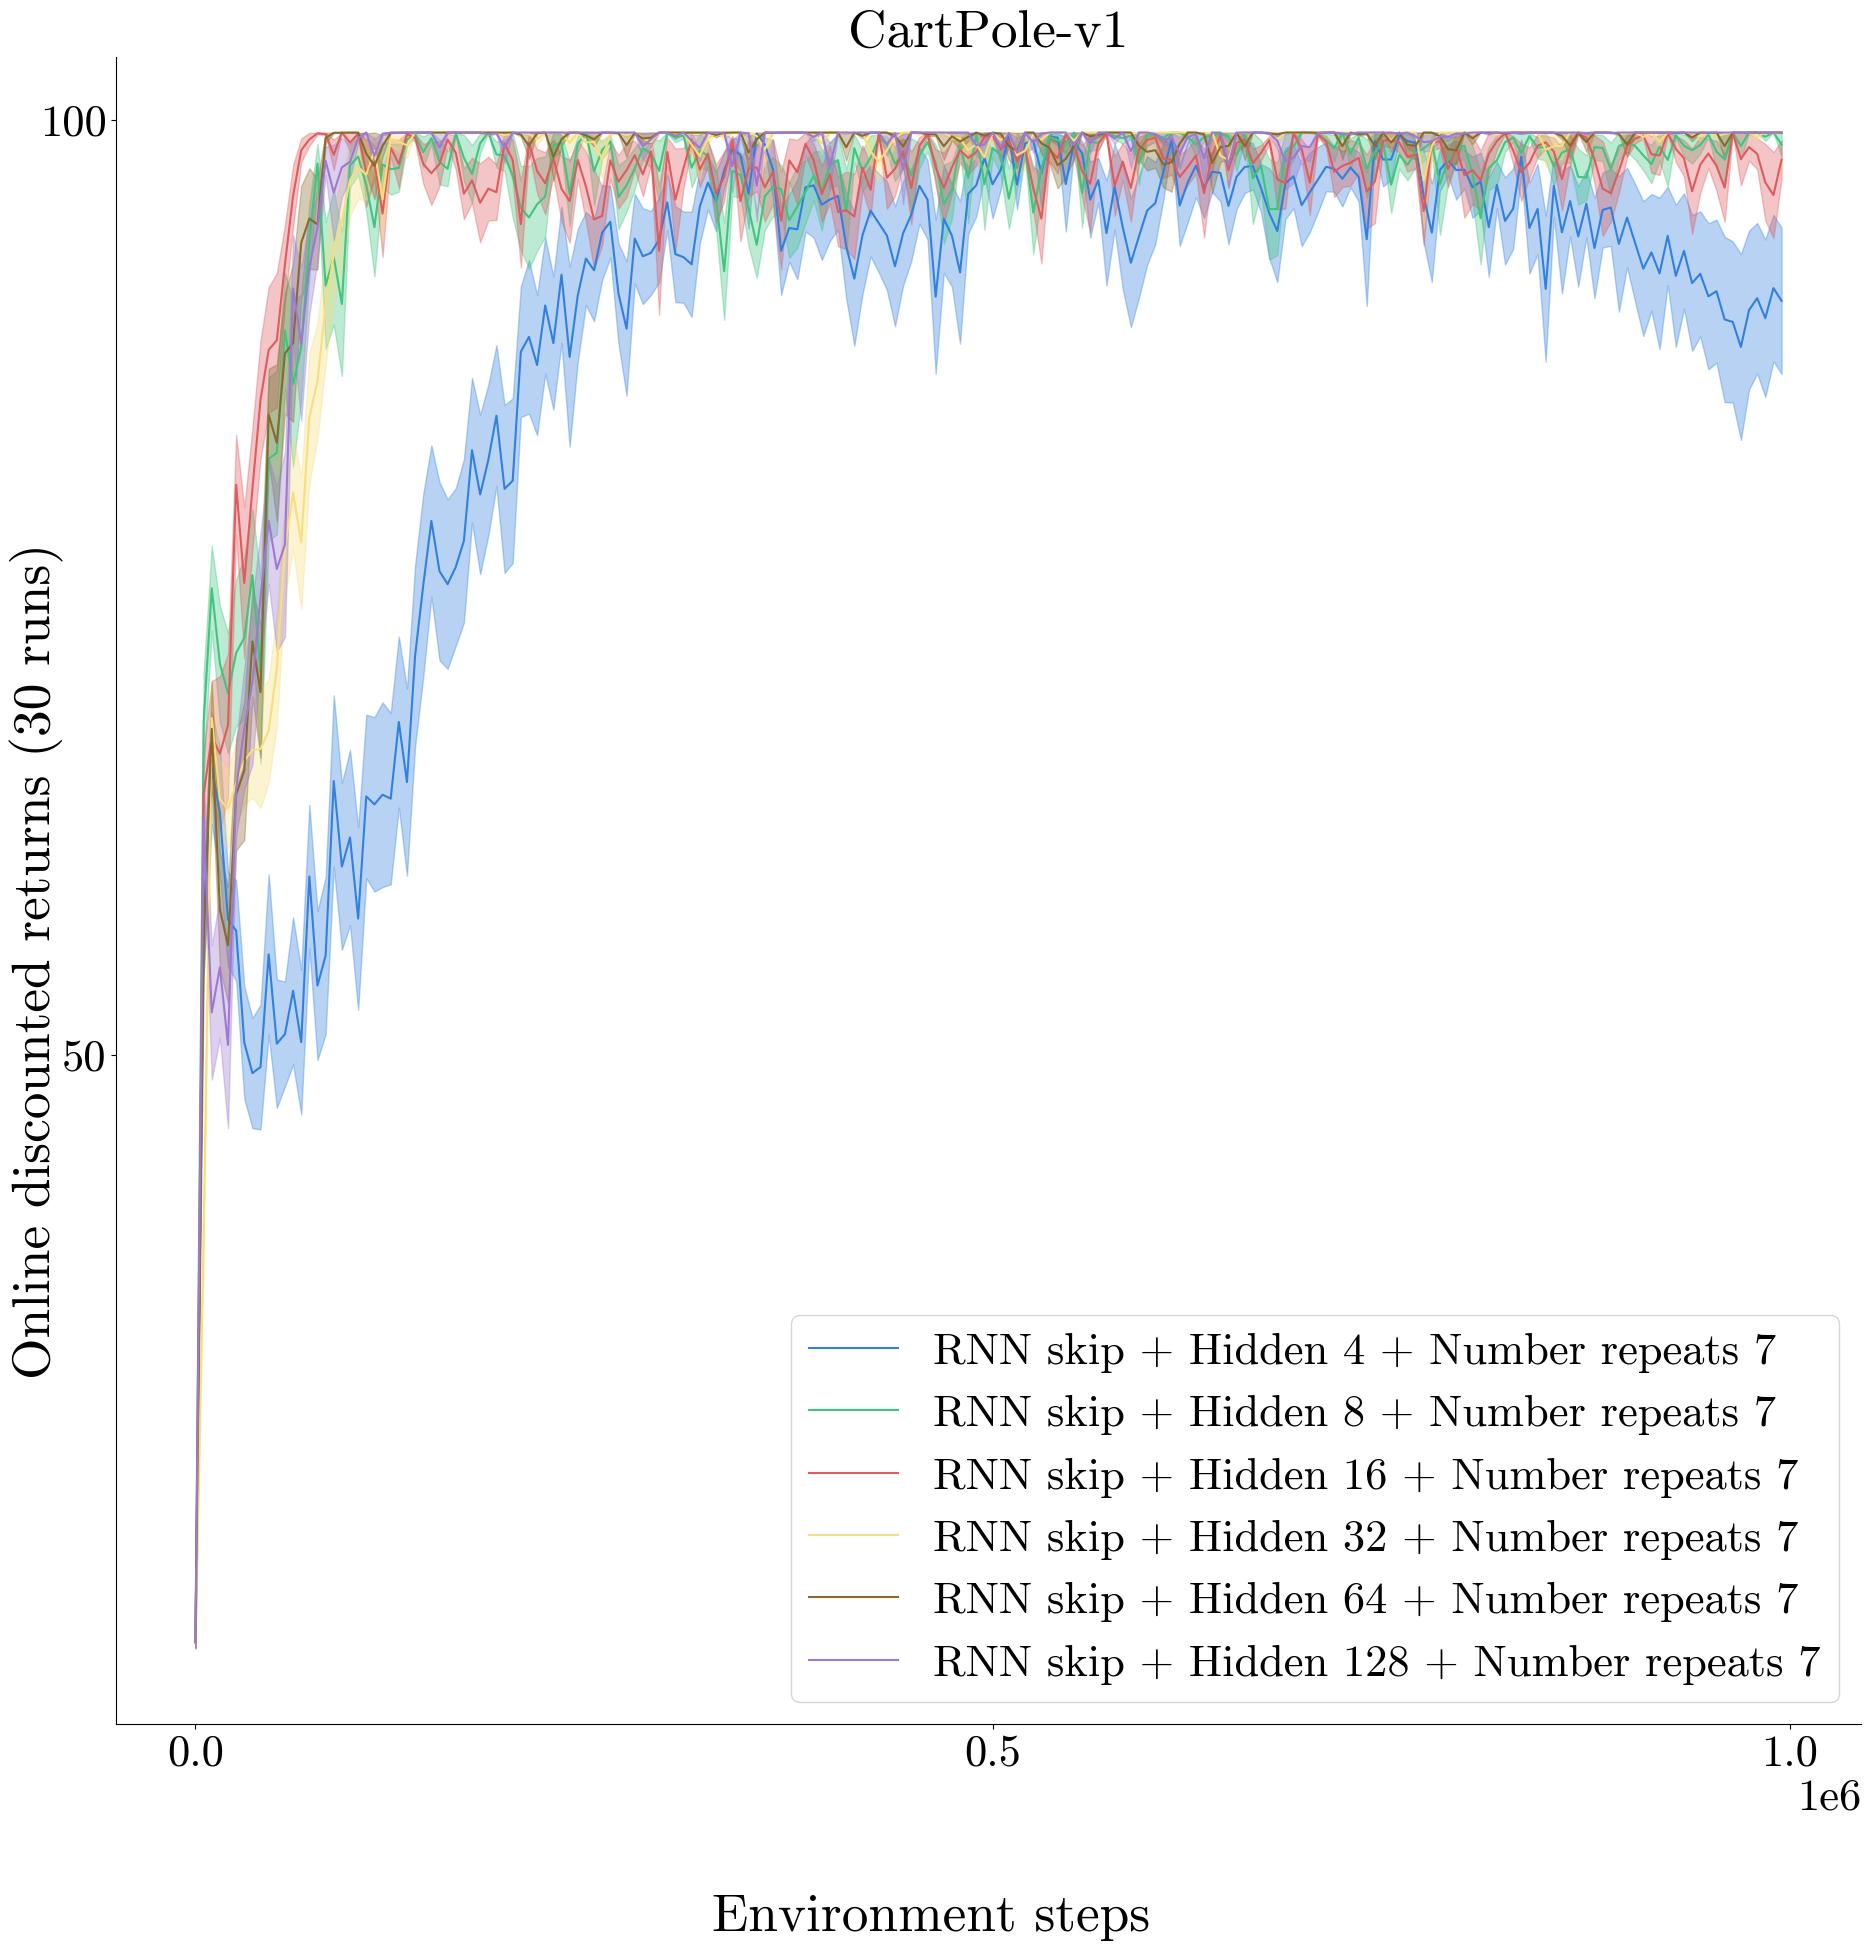 CartPole-v1
100
50
Online discounted returns (30 runs)
RNN skip + Hidden 4 + Number repeats 7
RNN skip + Hidden 8 + Number repeats 7
RNN skip + Hidden 16 + Number repeats 7
RNN skip + Hidden 32 + Number repeats 7
RNN skip + Hidden 64 + Number repeats 7
RNN skip + Hidden 128 + Number repeats 7
0.0 0.5 1.0
1e6
Environment steps